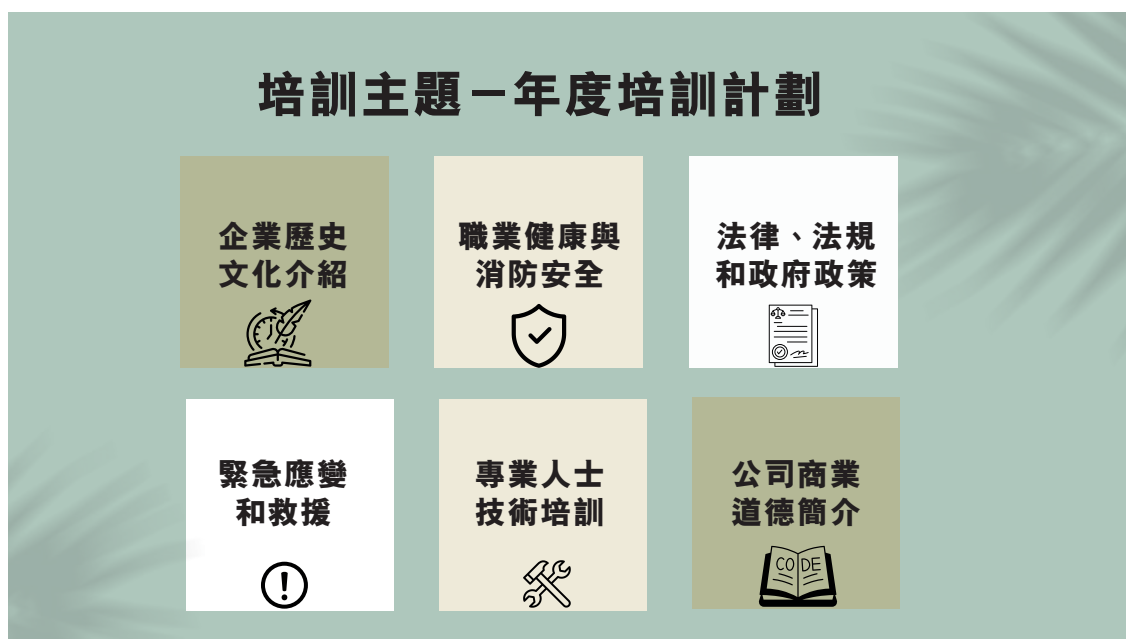 培訓主題－年度培訓計劃
企業歷史
文化介紹
職業健康與
消防安全
法律、法規
和政府政策
緊急應變
和救援
專業人士
技術培訓
公司商業
道德簡介
CO DE